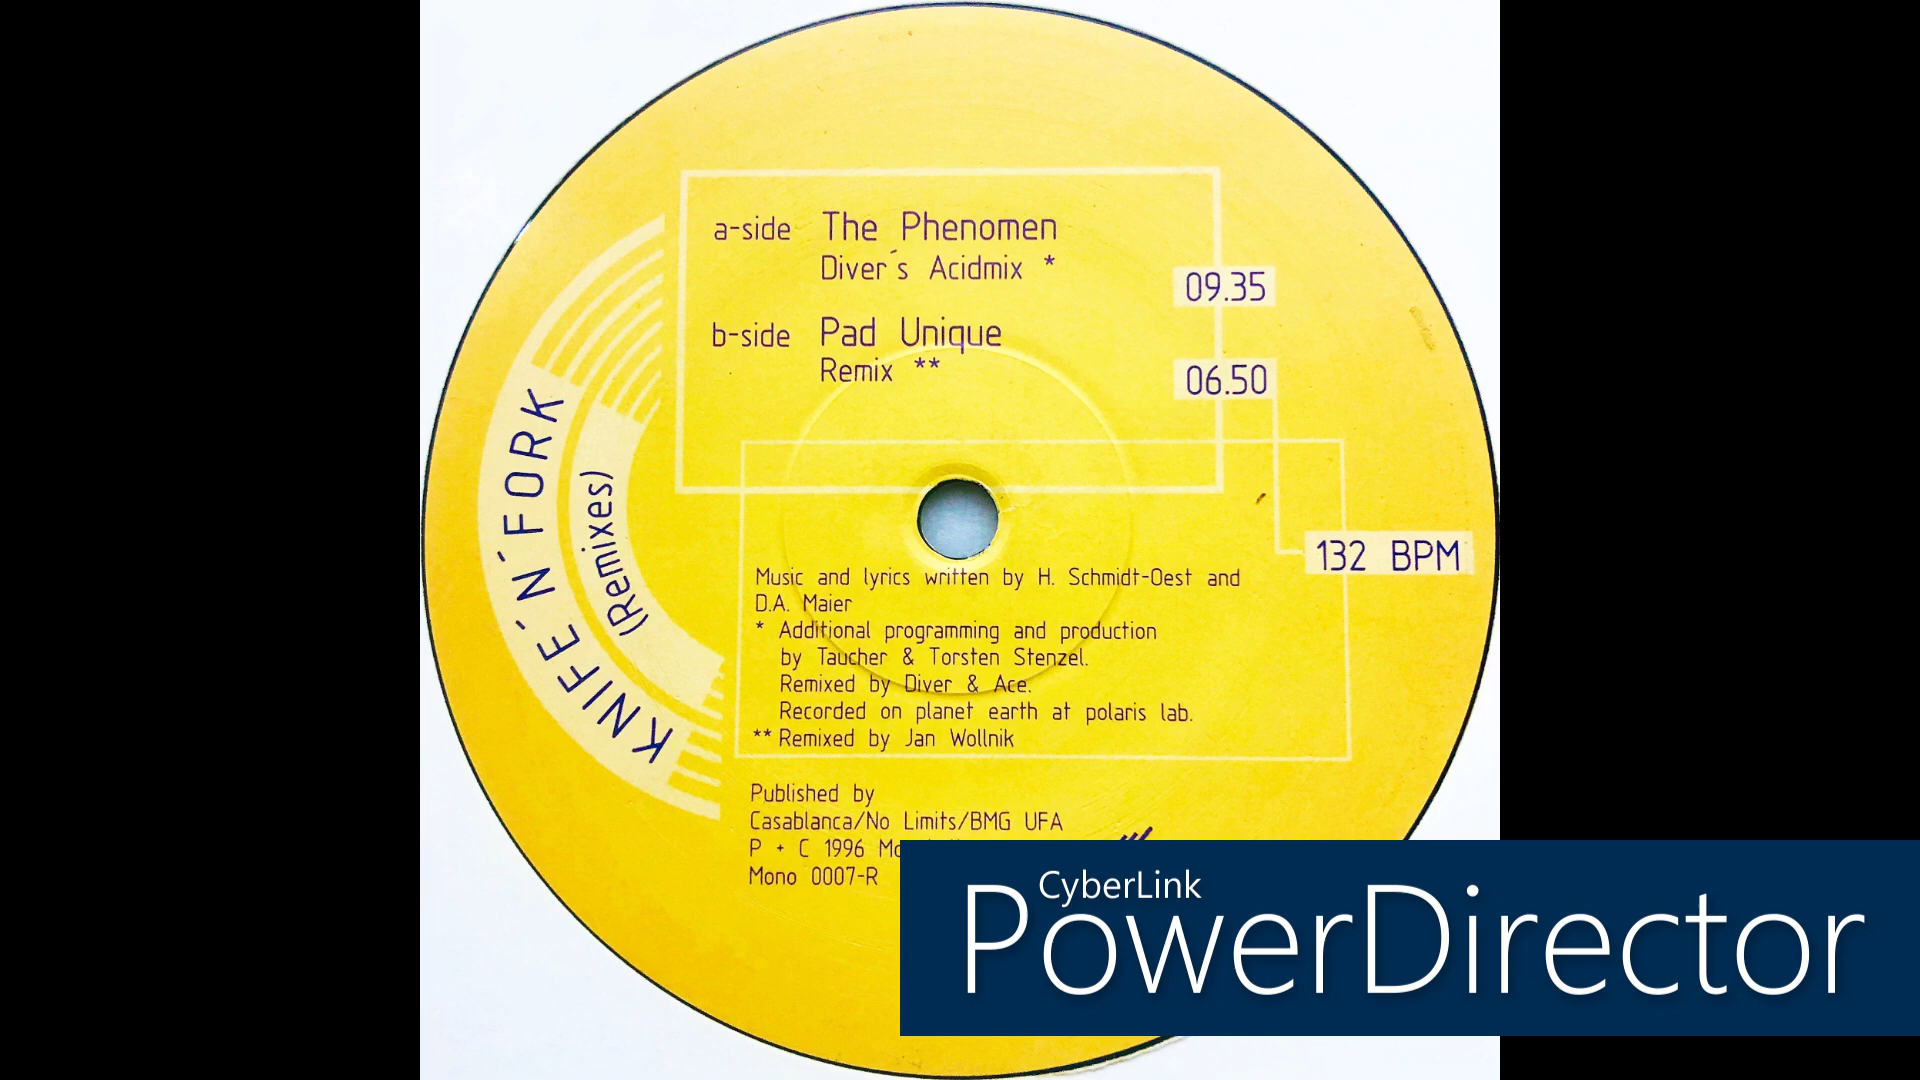 a-side The Phenomen
Diver´s Acidmix *
09.35
b-side Pad Unique
Remix **
06.50
KNIFE´N´FORK
(Remixes)
132 BPM
Music and lyrics written by H. Schmidt-Oest and
D.A. Maier
* Additional programming and production
by Taucher & Torsten Stenzel.
Remixed by Diver & Ace.
Recorded on planet earth at polaris lab.
** Remixed by Jan Wollnik
Published by
Casablanca/No Limits/BMG UFA
P + C 1996
Mono 0007-R
CyberLink
PowerDirector